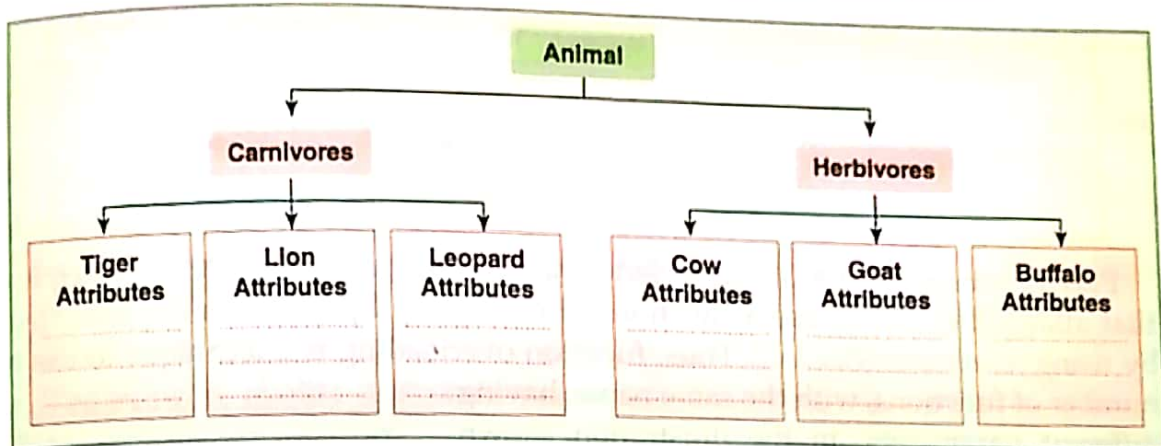 Animal
Carnivores
Herbivores
Tiger
Attributes
Lion
Attributes
Leopard
Attributes
Cow
Attributes
Goat
Attributes
Buffalo
Attributes